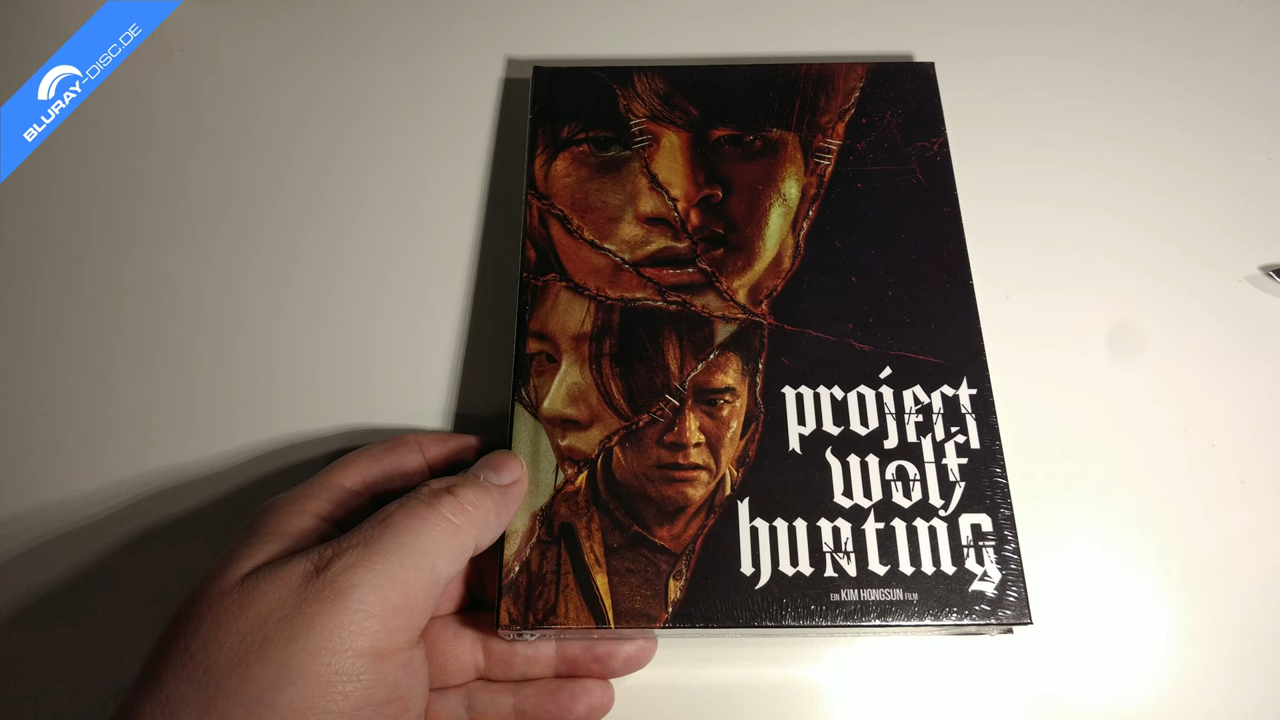 BLURAY-DISC.DE
project
wolf
hunting
EIN KIM HONGSUN FILM